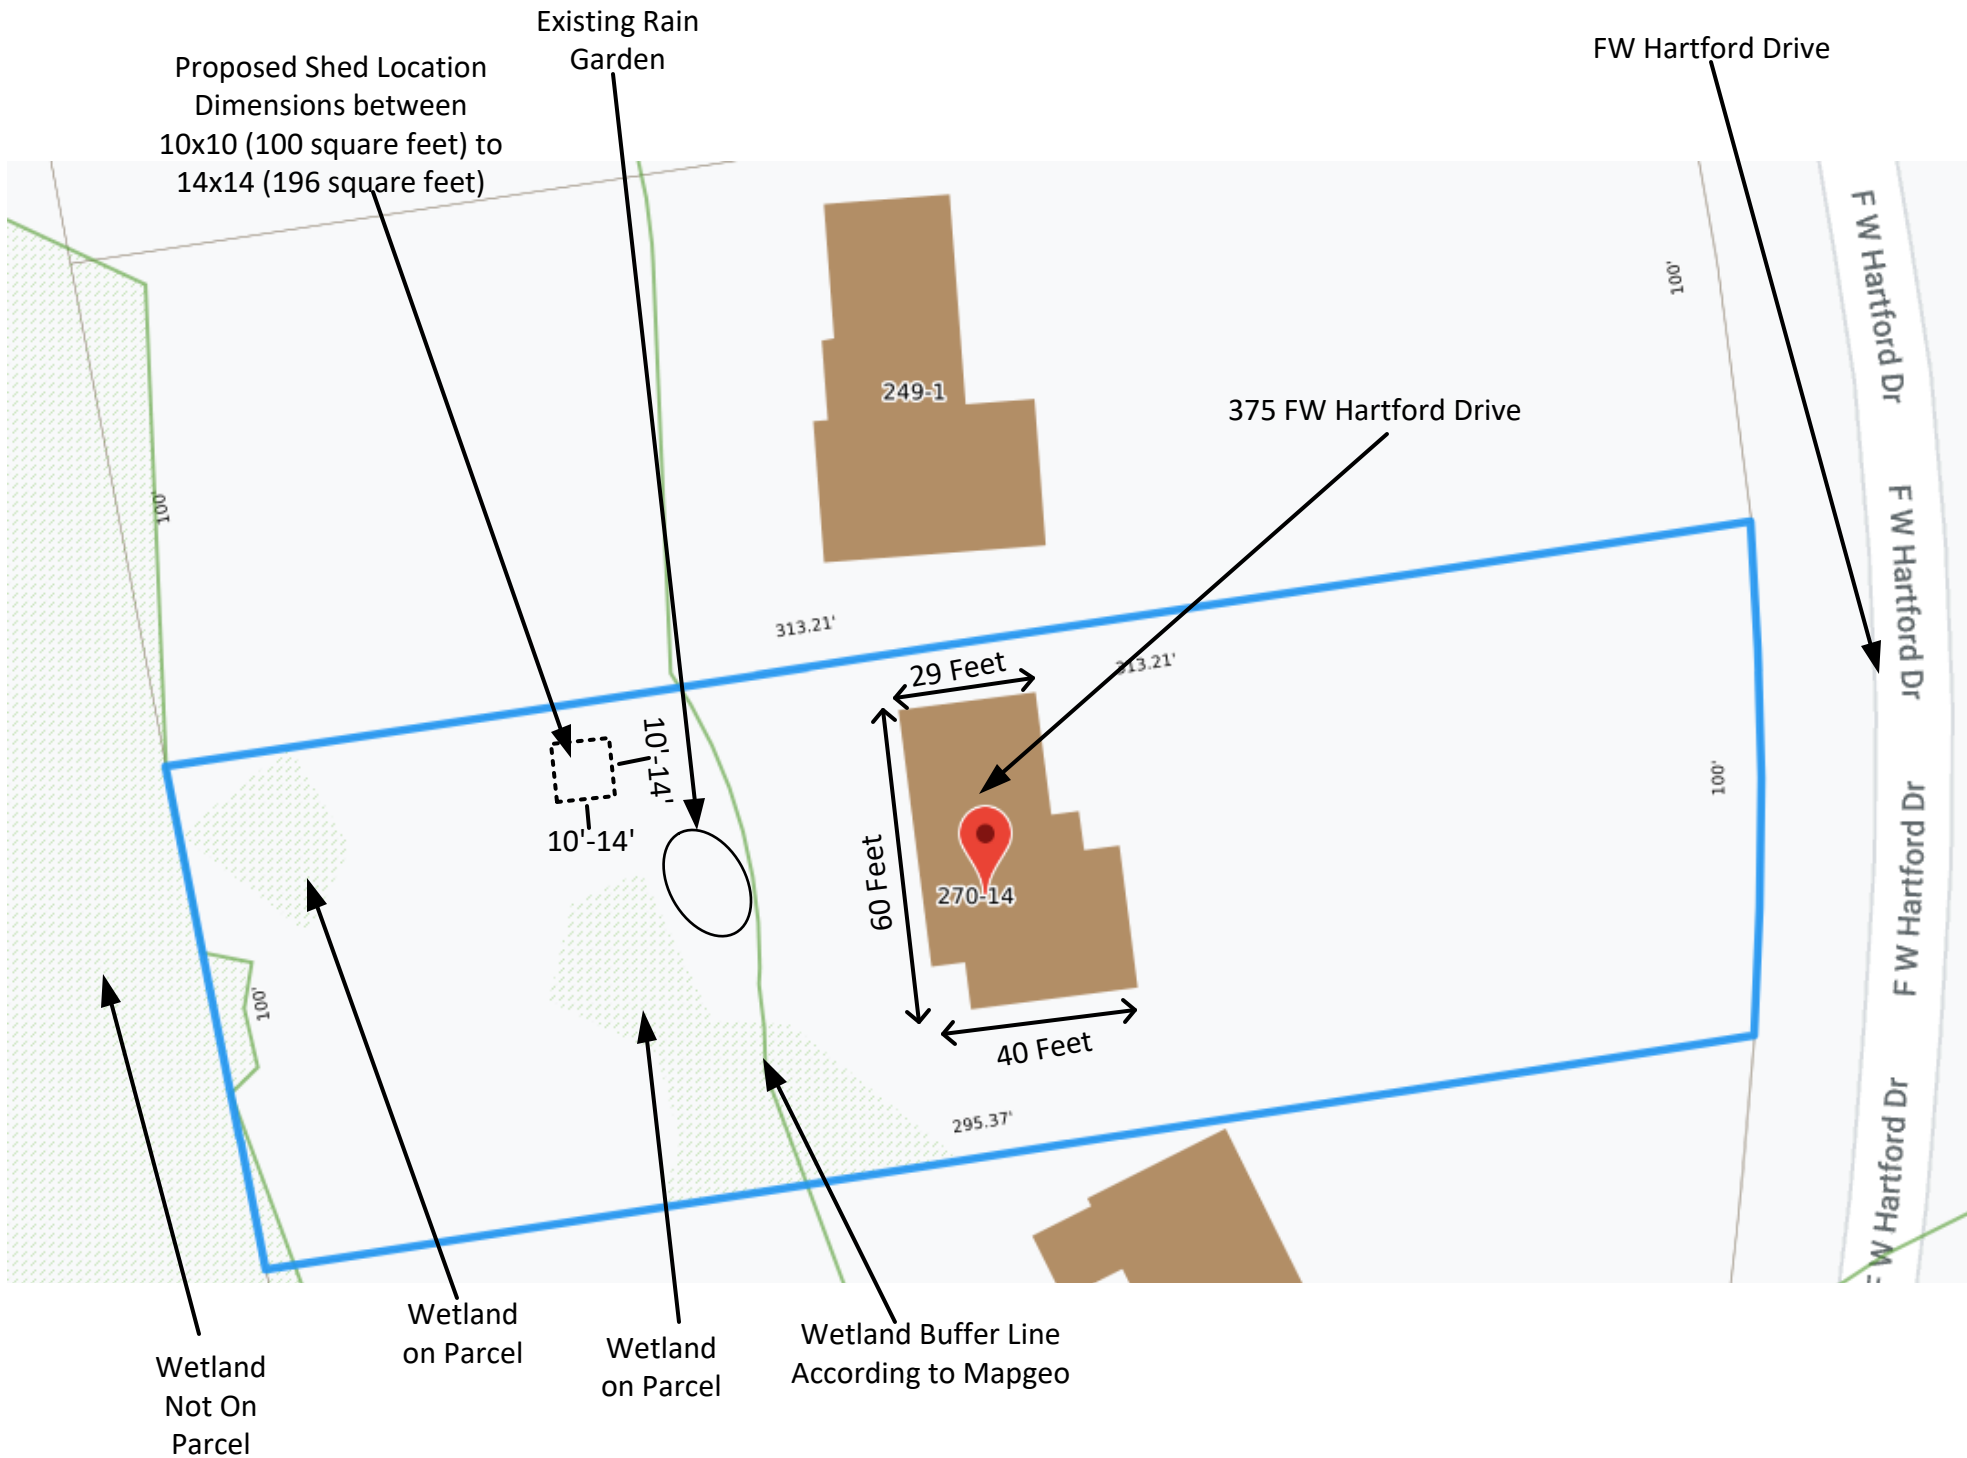 Existing Rain
Garden
FW Hartford Drive
Proposed Shed Location
Dimensions between
10x10 (100 square feet) to
14x14 (196 square feet)
F W Hartford Dr
100'
249-1
375 FW Hartford Drive
100'
F W Hartford Dr
313.21'
313.21'
29 Feet
10'-14'
10'-14'
100'
60 Feet
270-14
F W Hartford Dr
100'
40 Feet
295.37'
F W Hartford Dr
Wetland
on Parcel
Wetland
on Parcel
Wetland Buffer Line
According to Mapgeo
Wetland
Not On
Parcel